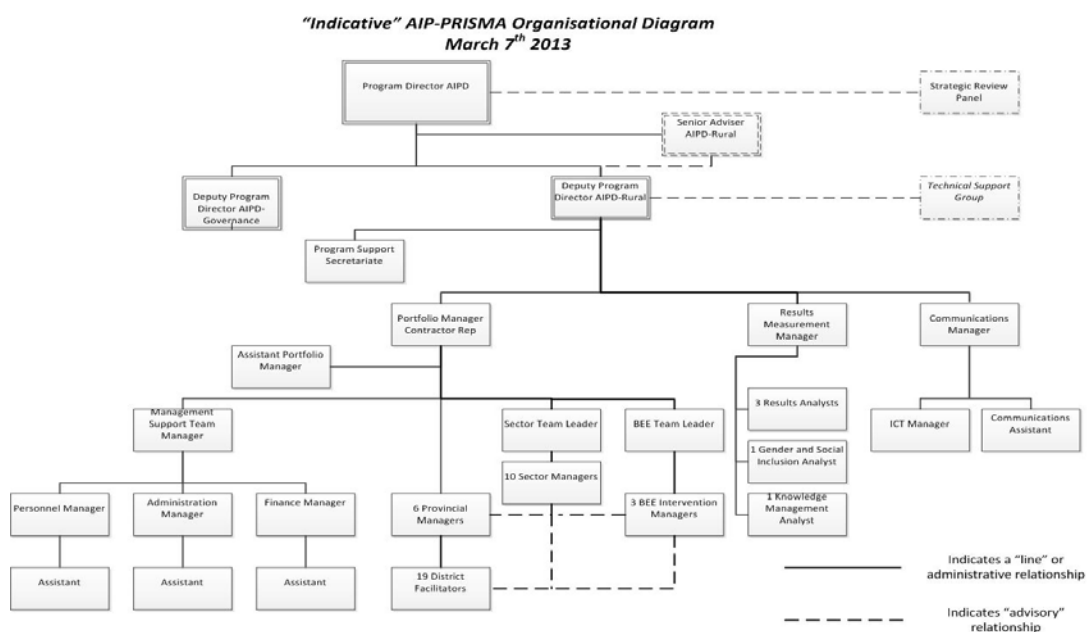 “Indicative” AIP-PRISMA Organisational Diagram
March 7th 2013
Program Director AIPD
Strategic Review
Panel
Senior Adviser
AIPD-Rural
Deputy Program
Director AIPD-
Governance
Deputy Program
Director AIPD-Rural
Technical Support
Group
Program Support
Secretariate
Portfolio Manager
Contractor Rep
Results
Measurement
Manager
Communications
Manager
Assistant Portfolio
Manager
Management
Support Team
Manager
Sector Team Leader
BEE Team Leader
3 Results Analysts
ICT Manager
Communications
Assistant
10 Sector Managers
1 Gender and Social
Inclusion Analyst
Personnel Manager
Administration
Manager
Finance Manager
6 Provincial
Managers
3 BEE Intervention
Managers
1 Knowledge
Management
Analyst
Assistant
Assistant
Assistant
19 District
Facilitators
Indicates a “line” or
administrative relationship
Indicates “advisory”
relationship